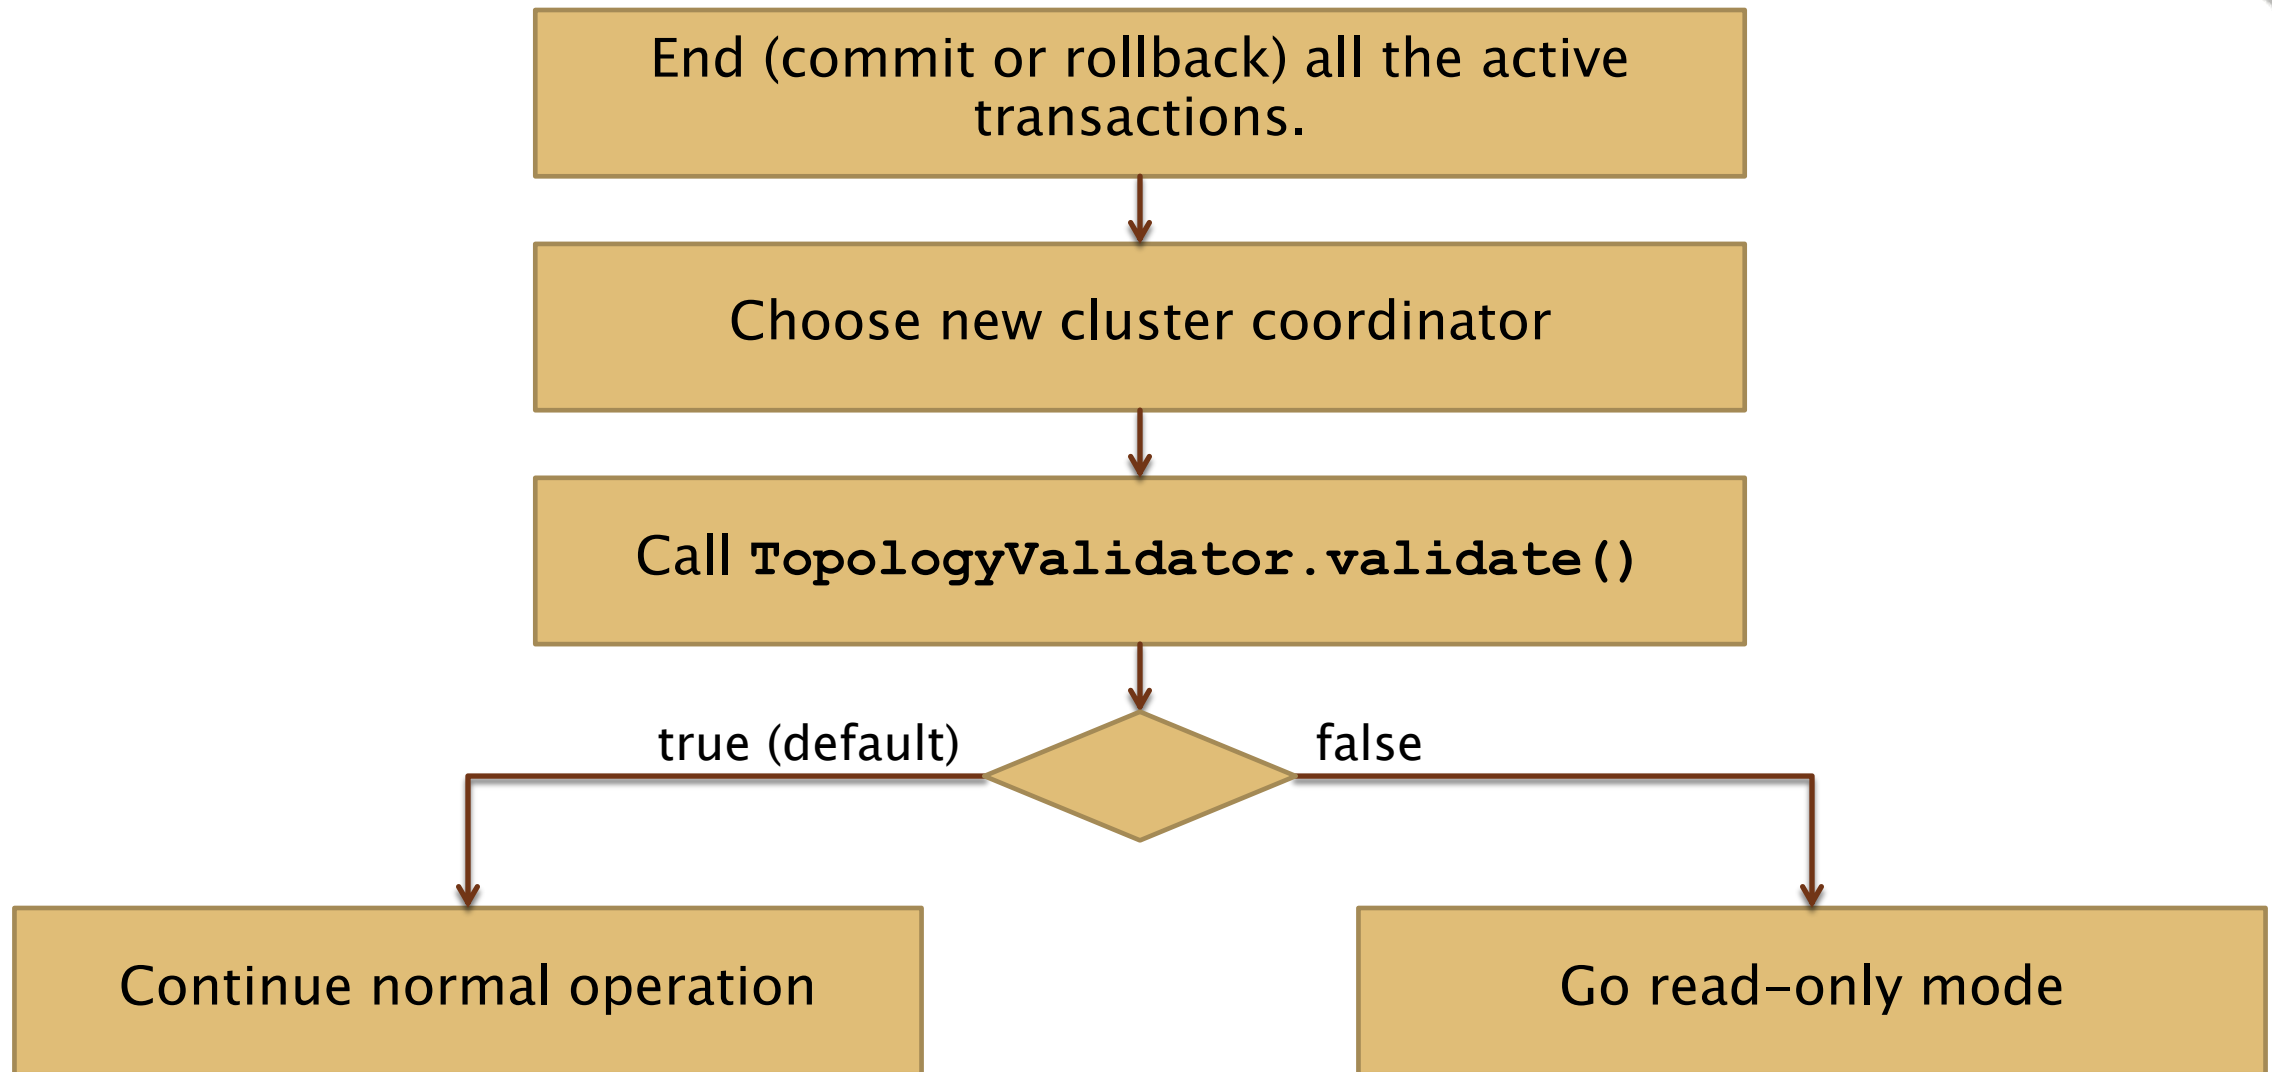 End (commit or rollback) all the active
transactions.
Choose new cluster coordinator
Call TopologyValidator.validate()
true (default)
false
Continue normal operation
Go read-only mode